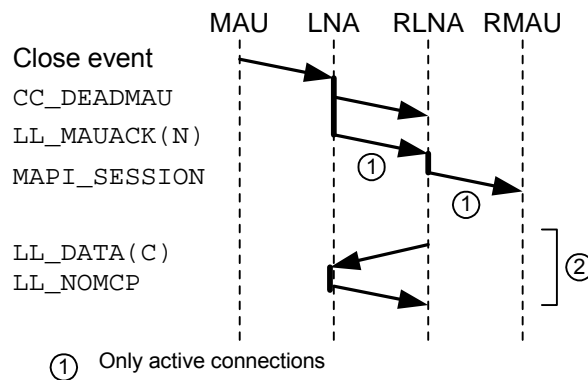 MAU LNA RLNA RMAU
Close event
CC_DEADMAU
LL_MAUACK(N)
①
MAPI_SESSION
①
LL_DATA(C)
②
LL_NOMCP
① Only active connections